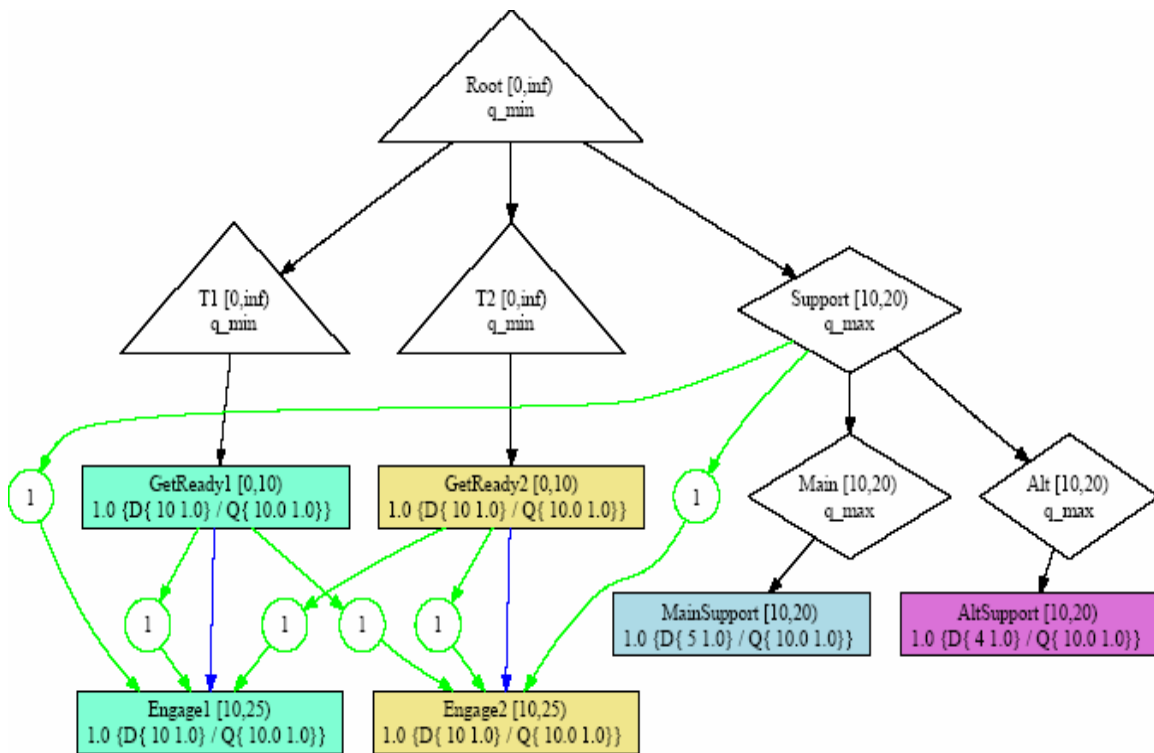 Root [0,inf)
q_min
T1 [0,inf)
q_min
T2 [0,inf)
q_min
Support [10,20)
q_max
1
GetReady1 [0,10)
1.0 {D{ 10 1.0} / Q{ 10.0 1.0}}
GetReady2 [0,10)
1.0 {D{ 10 1.0} / Q{ 10.0 1.0}}
1
Main [10,20)
q_max
Alt [10,20)
q_max
1
1
1
1
MainSupport [10,20)
1.0 {D{ 5 1.0} / Q{ 10.0 1.0}}
AltSupport [10,20)
1.0 {D{ 4 1.0} / Q{ 10.0 1.0}}
Engage1 [10,25)
1.0 {D{ 10 1.0} / Q{ 10.0 1.0}}
Engage2 [10,25)
1.0 {D{ 10 1.0} / Q{ 10.0 1.0}}